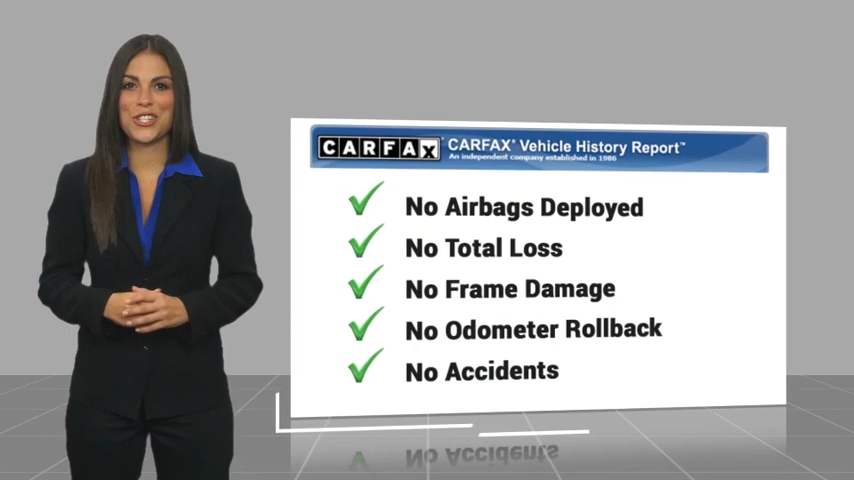 CARFAX CARFAX® Vehicle History Report™
An independent company established in 1986
No Airbags Deployed
No Total Loss
No Frame Damage
No Odometer Rollback
No Accidents
No Accidents